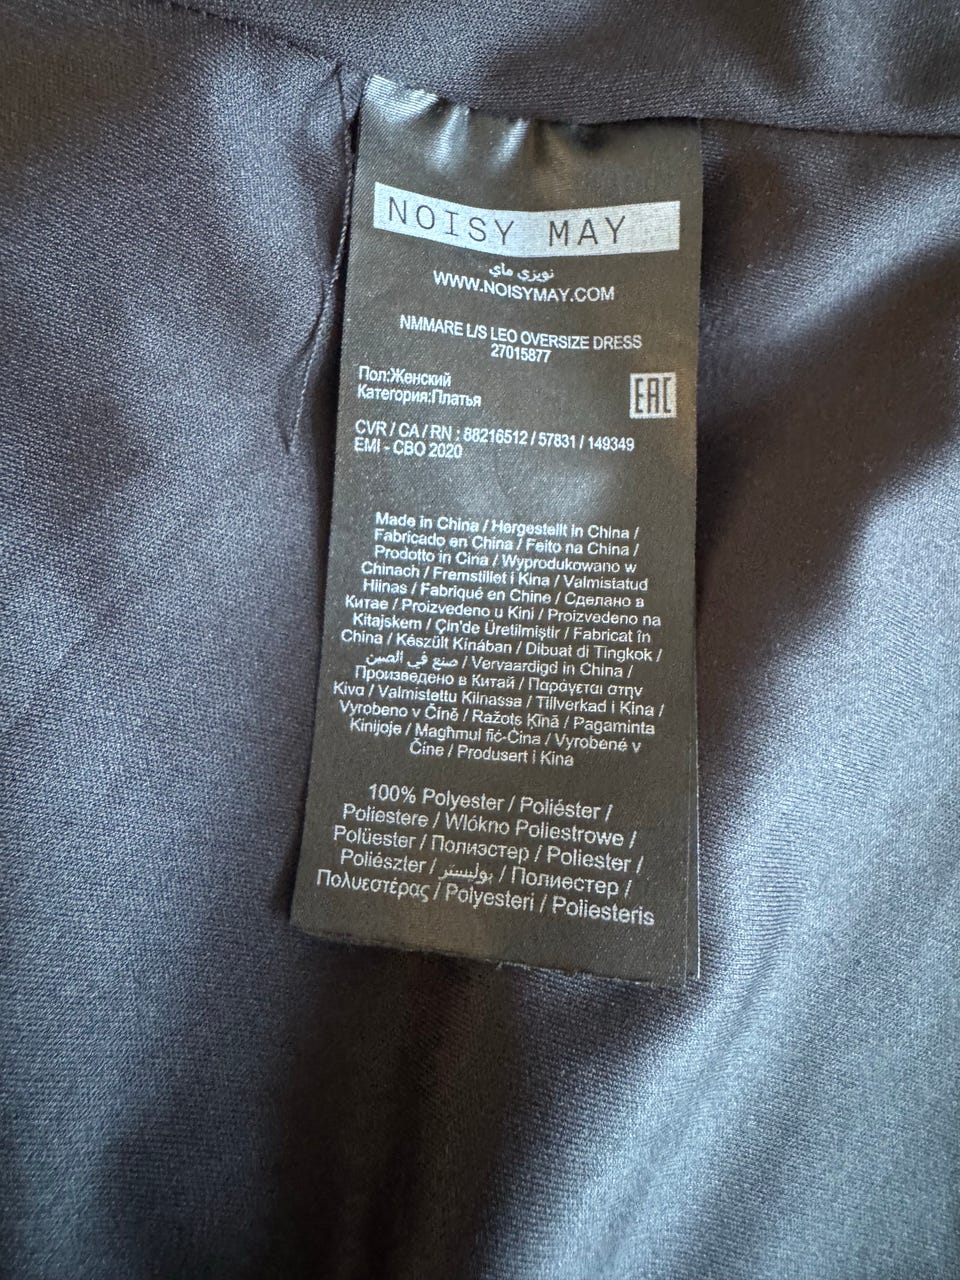 NOISY MAY
نويزي ماي
WWW.NOISYMAY.COM
NMMARE L/S LEO OVERSIZE DRESS
27015877
Пол:Женский
Категория:Платья
EAC
CVR / CA / RN : 88216512 / 57831 / 149349
EMI - CBO 2020
Made in China / Hergestellt in China /
Fabricado en China / Feito na China /
Prodotto in Cina / Wyprodukowano w
Chinach / Fremstillet i Kina / Valmistatud
Hiinas / Fabriqué en Chine / Сделано в
Китае / Proizvedeno u Kini / Proizvedeno na
Kitajskem / Çin'de Üretilmiştir / Fabricat în
China / Készült Kínában / Dibuat di Tingkok /
صنع في الصين / Vervaardigd in China /
Произведено в Китай / Παράγεται στην
Κίνα / Valmistettu Kiinassa / Tillverkad i Kina /
Vyrobeno v Číně / Ražots Ķīnā / Pagaminta
Kinijoje / Magħmul fiċ-Ċina / Vyrobené v
Číne / Produsert i Kina
100% Polyester / Poliéster /
Poliestere / Włókno Poliestrowe /
Polüester / Полиэстер / Poliester /
Poliészter / بوليستر / Полиестер /
Πολυεστέρας / Polyesteri / Poliesteris